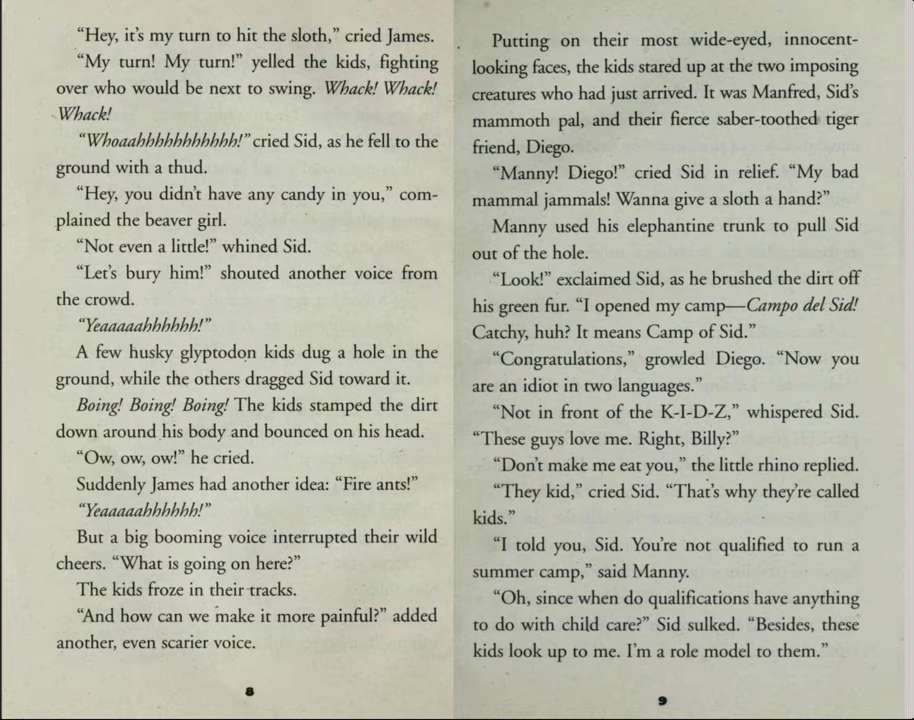 “Hey, it’s my turn to hit the sloth,” cried James.
“My turn! My turn!” yelled the kids, fighting
over who would be next to swing. Whack! Whack!
Whack!
“Whoaahhhhhhhhhhh!” cried Sid, as he fell to the
ground with a thud.
“Hey, you didn’t have any candy in you,” com-
plained the beaver girl.
“Not even a little!” whined Sid.
“Let’s bury him!” shouted another voice from
the crowd.
“Yeaaaaahhhhhh!”
A few husky glyptodon kids dug a hole in the
ground, while the others dragged Sid toward it.
Boing! Boing! Boing! The kids stamped the dirt
down around his body and bounced on his head.
“Ow, ow, ow!” he cried.
Suddenly James had another idea: “Fire ants!”
“Yeaaaaahhhhhh!”
But a big booming voice interrupted their wild
cheers. “What is going on here?”
The kids froze in their tracks.
“And how can we make it more painful?” added
another, even scarier voice.
8
Putting on their most wide-eyed, innocent-
looking faces, the kids stared up at the two imposing
creatures who had just arrived. It was Manfred, Sid’s
mammoth pal, and their fierce saber-toothed tiger
friend, Diego.
“Manny! Diego!” cried Sid in relief. “My bad
mammal jammals! Wanna give a sloth a hand?”
Manny used his elephantine trunk to pull Sid
out of the hole.
“Look!” exclaimed Sid, as he brushed the dirt off
his green fur. “I opened my camp—Campo del Sid!
Catchy, huh? It means Camp of Sid.”
“Congratulations,” growled Diego. “Now you
are an idiot in two languages.”
“Not in front of the K-I-D-Z,” whispered Sid.
“These guys love me. Right, Billy?”
“Don’t make me eat you,” the little rhino replied.
“They kid,” cried Sid. “That’s why they’re called
kids.”
“I told you, Sid. You’re not qualified to run a
summer camp,” said Manny.
“Oh, since when do qualifications have anything
to do with child care?” Sid sulked. “Besides, these
kids look up to me. I’m a role model to them.”
9